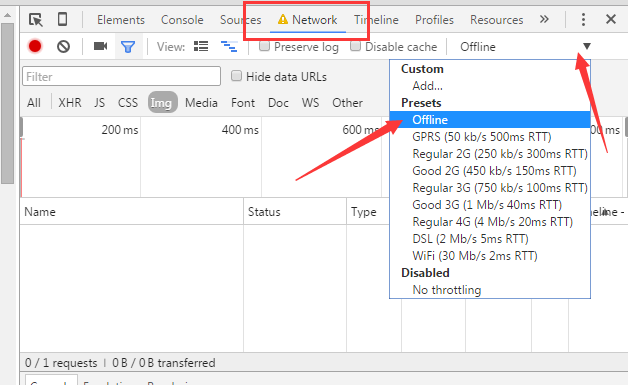 Elements Console Sources Network Timeline Profiles Resources »
View: Preserve log Disable cache Offline ▼
Filter Hide data URLs
All XHR JS CSS Img Media Font Doc WS Other
200 ms 400 ms 600
Name Status Type
Custom
Add...
Presets
Offline
GPRS (50 kb/s 500ms RTT)
Regular 2G (250 kb/s 300ms RTT)
Good 2G (450 kb/s 150ms RTT)
Regular 3G (750 kb/s 100ms RTT)
Good 3G (1 Mb/s 40ms RTT)
Regular 4G (4 Mb/s 20ms RTT)
DSL (2 Mb/s 5ms RTT)
WiFi (30 Mb/s 2ms RTT)
Disabled
No throttling
0 / 1 requests | 0 B / 0 B transferred